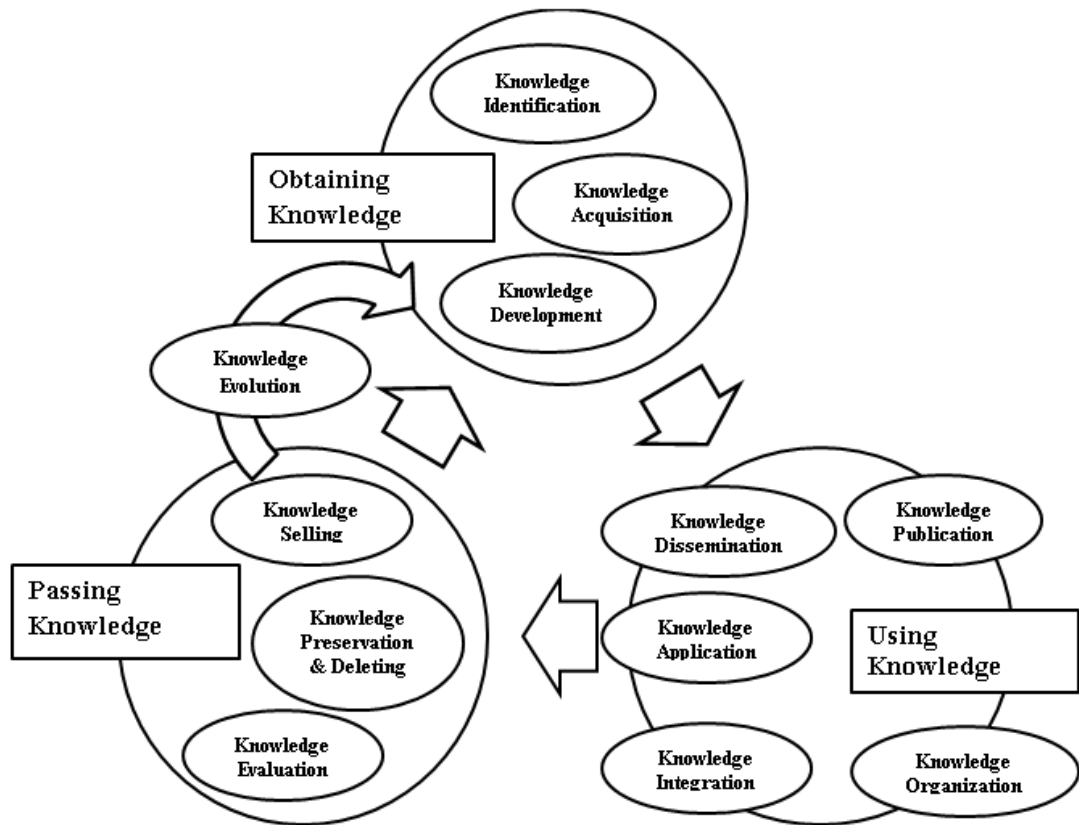 Knowledge
Identification
Obtaining
Knowledge
Knowledge
Acquisition
Knowledge
Development
Knowledge
Evolution
Knowledge
Selling
Passing
Knowledge
Knowledge
Preservation
& Deleting
Knowledge
Evaluation
Knowledge
Dissemination
Knowledge
Publication
Knowledge
Application
Using
Knowledge
Knowledge
Integration
Knowledge
Organization